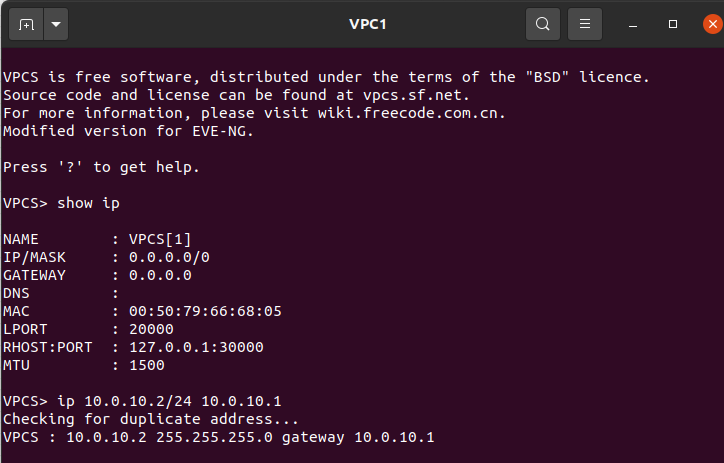 VPC1
VPCS is free software, distributed under the terms of the "BSD" licence.
Source code and license can be found at vpcs.sf.net.
For more information, please visit wiki.freecode.com.cn.
Modified version for EVE-NG.
Press '?' to get help.
VPCS> show ip
NAME        : VPCS[1]
IP/MASK     : 0.0.0.0/0
GATEWAY     : 0.0.0.0
DNS         :
MAC         : 00:50:79:66:68:05
LPORT       : 20000
RHOST:PORT  : 127.0.0.1:30000
MTU         : 1500
VPCS> ip 10.0.10.2/24 10.0.10.1
Checking for duplicate address...
VPCS : 10.0.10.2 255.255.255.0 gateway 10.0.10.1